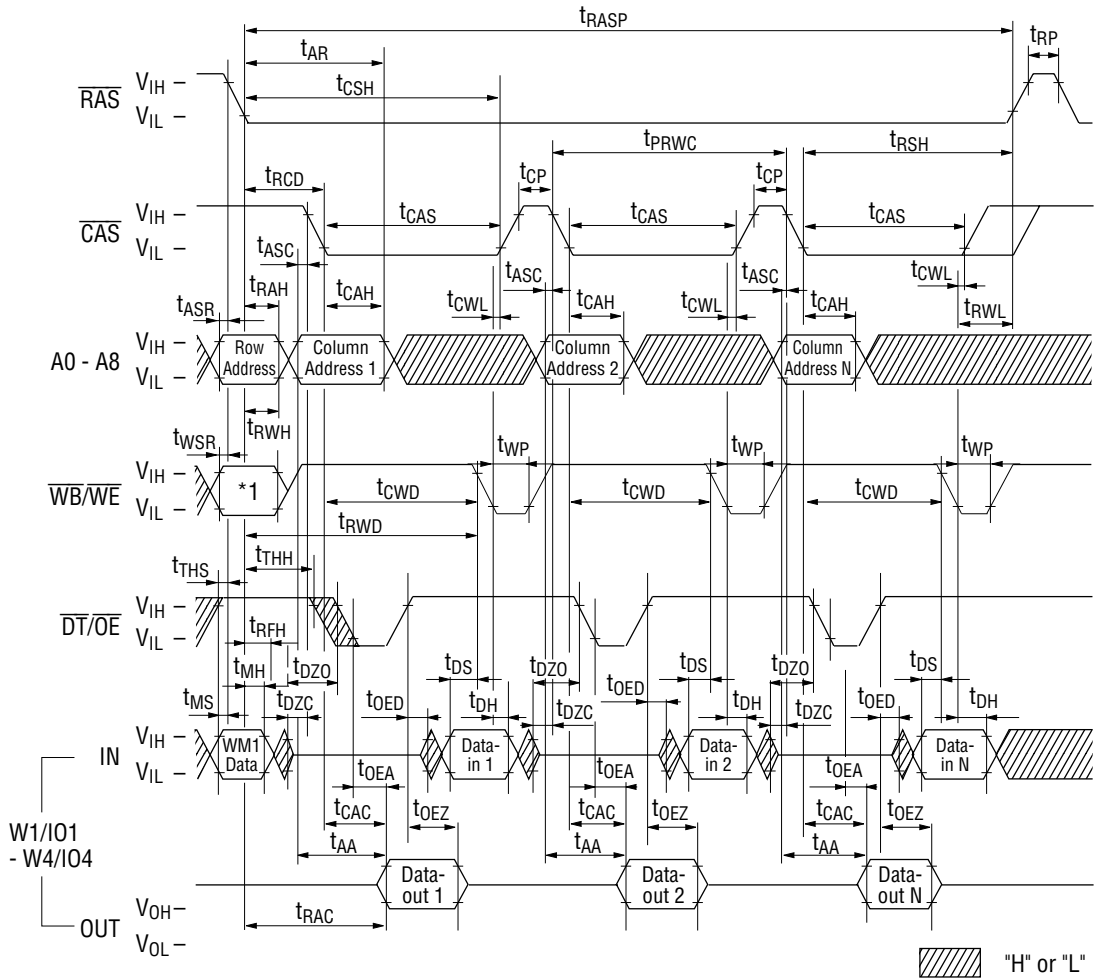 tRASP
tAR
tRP
RAS
VIH
VIL
tCSH
tPRWC
tRSH
tRCD
tCP
tCP
CAS
VIH
VIL
tCAS
tCAS
tCAS
tASC
tRAH
tCAH
tCWL
tASC
tCAH
tCWL
tASC
tCAH
tCWL
tRWL
tASR
A0 - A8
VIH
VIL
Row Address
Column Address 1
Column Address 2
Column Address N
tRWH
tWSR
tWP
tWP
tWP
WB/WE
VIH
VIL
*1
tCWD
tCWD
tCWD
tRWD
tTHS
tTHH
DT/OE
VIH
VIL
tRFH
tMH
tDZO
tDS
tDZO
tDS
tDZO
tDS
tMS
tDZC
tOED
tDH
tDZC
tOED
tDH
tDZC
tOED
tDH
IN
VIH
VIL
WM1 Data
Data-in 1
Data-in 2
Data-in N
tOEA
tOEA
tOEA
tCAC
tOEZ
tCAC
tOEZ
tCAC
tOEZ
W1/IO1
- W4/IO4
tAA
tAA
tAA
Data-out 1
Data-out 2
Data-out N
OUT
VOH
VOL
tRAC
"H" or "L"